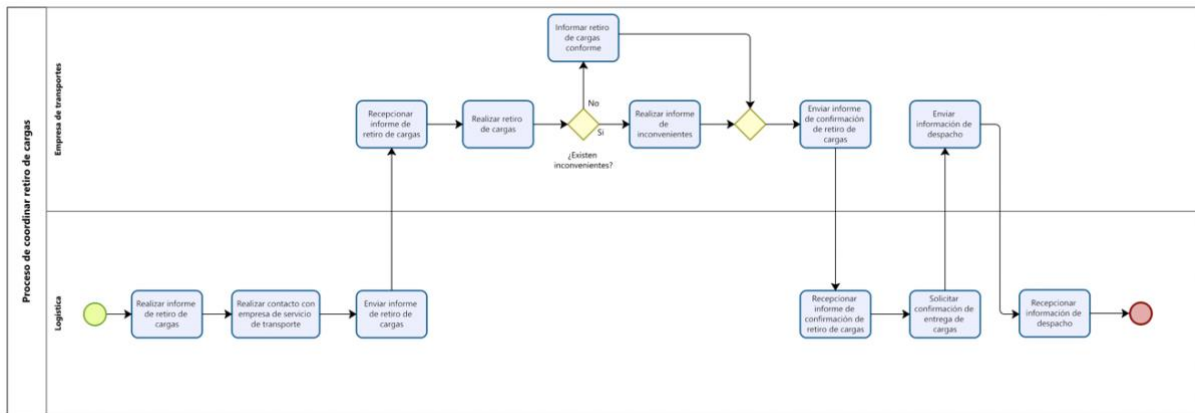 Proceso de coordinar retiro de cargas
Empresa de transportes
Informar retiro
de cargas
conforme
No
Recepcionar
informe de
retiro de cargas
Realizar retiro
de cargas
Si
¿Existen
inconvenientes?
Realizar informe
de
inconvenientes
Enviar informe
de confirmación
de retiro de
cargas
Enviar
información de
despacho
Logística
Realizar informe
de retiro de
cargas
Realizar contacto con
empresa de servicio
de transporte
Enviar informe
de retiro de
cargas
Recepcionar
informe de
confirmación de
retiro de cargas
Solicitar
confirmación de
entrega de
cargas
Recepcionar
información de
despacho